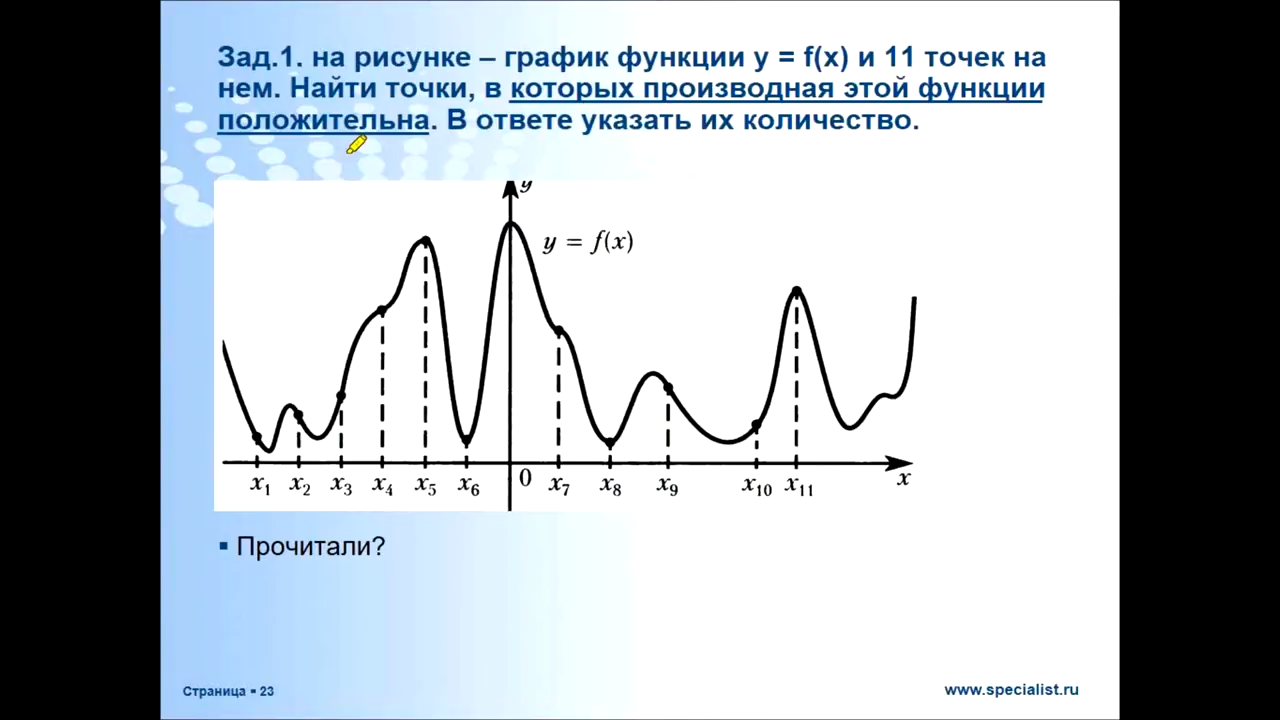 Зад.1. на рисунке – график функции y = f(x) и 11 точек на
нем. Найти точки, в которых производная этой функции
положительна. В ответе указать их количество.
y
y = f(x)
0
x
x₁ x₂ x₃ x₄ x₅ x₆ x₇ x₈ x₉ x₁₀ x₁₁
▪ Прочитали?
Страница ▪ 23
www.specialist.ru